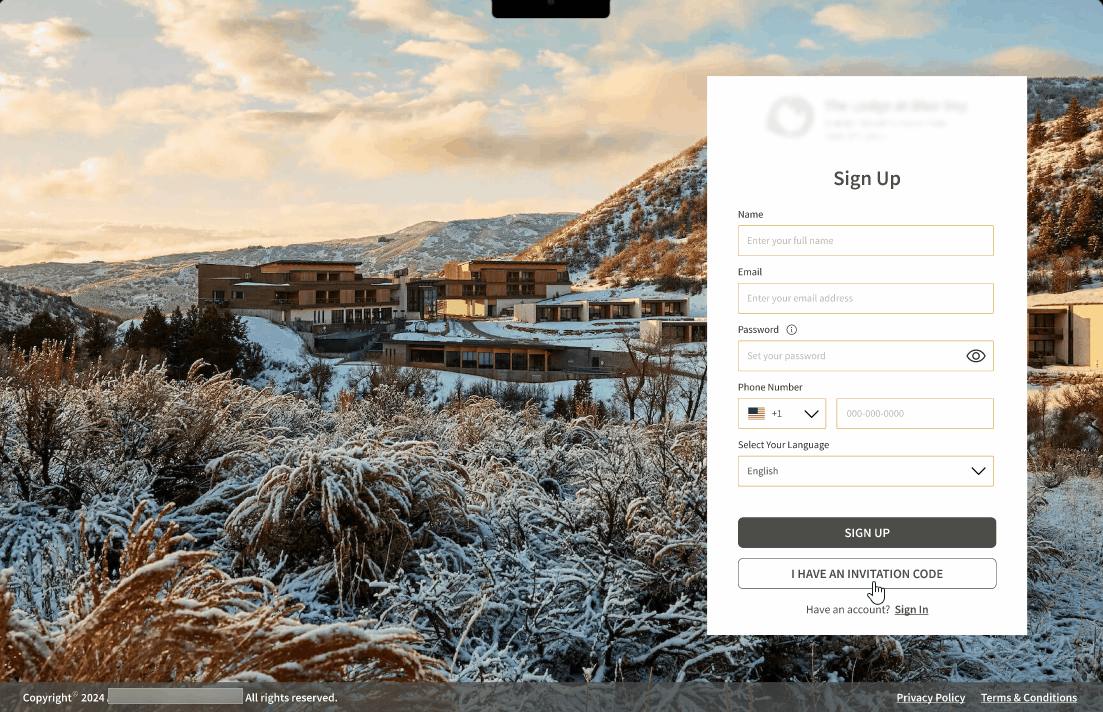 Sign Up
Name
Enter your full name
Email
Enter your email address
Password
Set your password
Phone Number
+1 000-000-0000
Select Your Language
English
SIGN UP
I HAVE AN INVITATION CODE
Have an account? Sign In
Copyright© 2024 All rights reserved. Privacy Policy Terms & Conditions